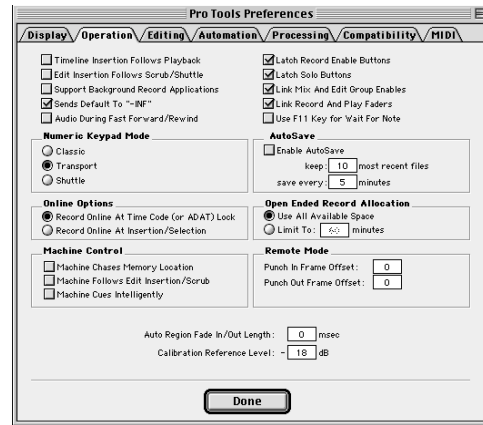 Pro Tools Preferences
Display Operation Editing Automation Processing Compatibility MIDI
Timeline Insertion Follows Playback
Edit Insertion Follows Scrub/Shuttle
Support Background Record Applications
Sends Default To "-INF"
Audio During Fast Forward/Rewind
Latch Record Enable Buttons
Latch Solo Buttons
Link Mix And Edit Group Enables
Link Record And Play Faders
Use F11 Key for Wait For Note
Numeric Keypad Mode
Classic
Transport
Shuttle
AutoSave
Enable AutoSave
keep: 10 most recent files
save every: 5 minutes
Online Options
Record Online At Time Code (or ADAT) Lock
Record Online At Insertion/Selection
Open Ended Record Allocation
Use All Available Space
Limit To: 60 minutes
Machine Control
Machine Chases Memory Location
Machine Follows Edit Insertion/Scrub
Machine Cues Intelligently
Remote Mode
Punch In Frame Offset: 0
Punch Out Frame Offset: 0
Auto Region Fade In/Out Length: 0 msec
Calibration Reference Level: - 18 dB
Done